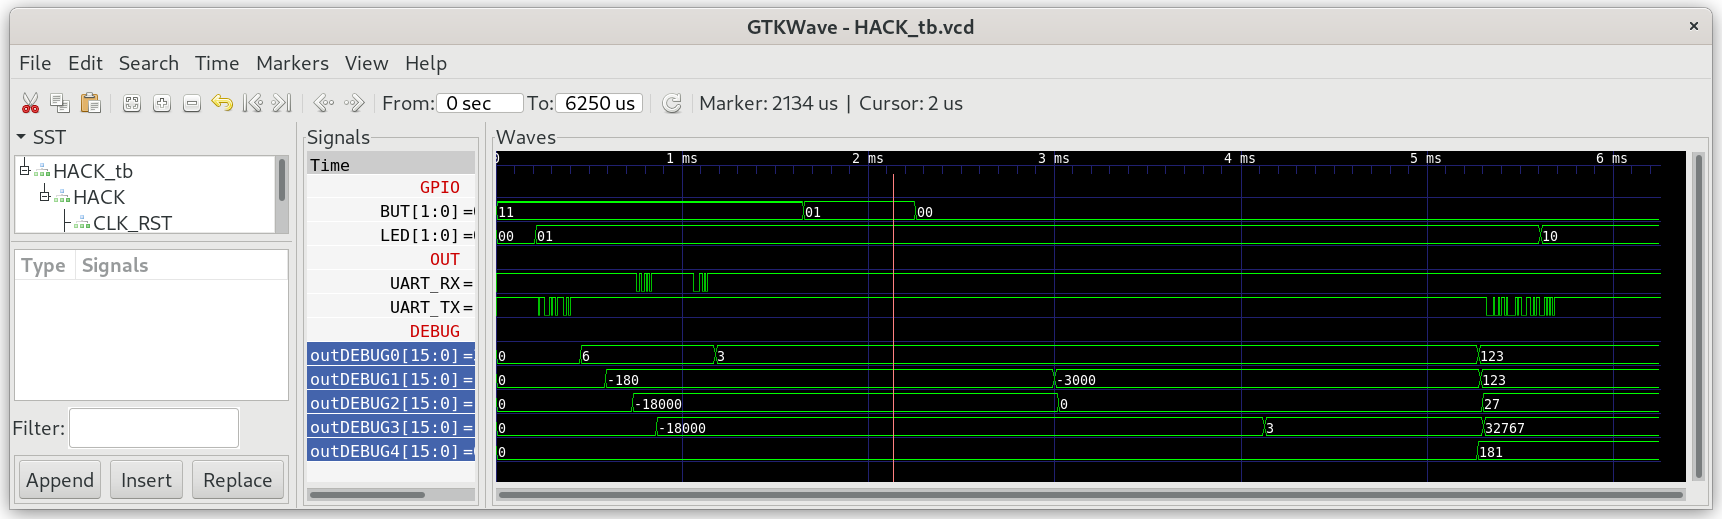 GTKWave - HACK_tb.vcd ×
File Edit Search Time Markers View Help
From: 0 sec To: 6250 us Marker: 2134 us | Cursor: 2 us
SST
HACK_tb
HACK
CLK_RST
Type Signals
Filter:
Append Insert Replace
Signals
Time
GPIO
BUT[1:0] =
LED[1:0] =
OUT
UART_RX =
UART_TX =
DEBUG
outDEBUG0[15:0] =
outDEBUG1[15:0] =
outDEBUG2[15:0] =
outDEBUG3[15:0] =
outDEBUG4[15:0] =
Waves
1 ms 2 ms 3 ms 4 ms 5 ms 6 ms
11 01 00
00 01 10
0 6 3 123
0 -180 -3000 123
0 -18000 0 27
0 -18000 3 32767
0 181